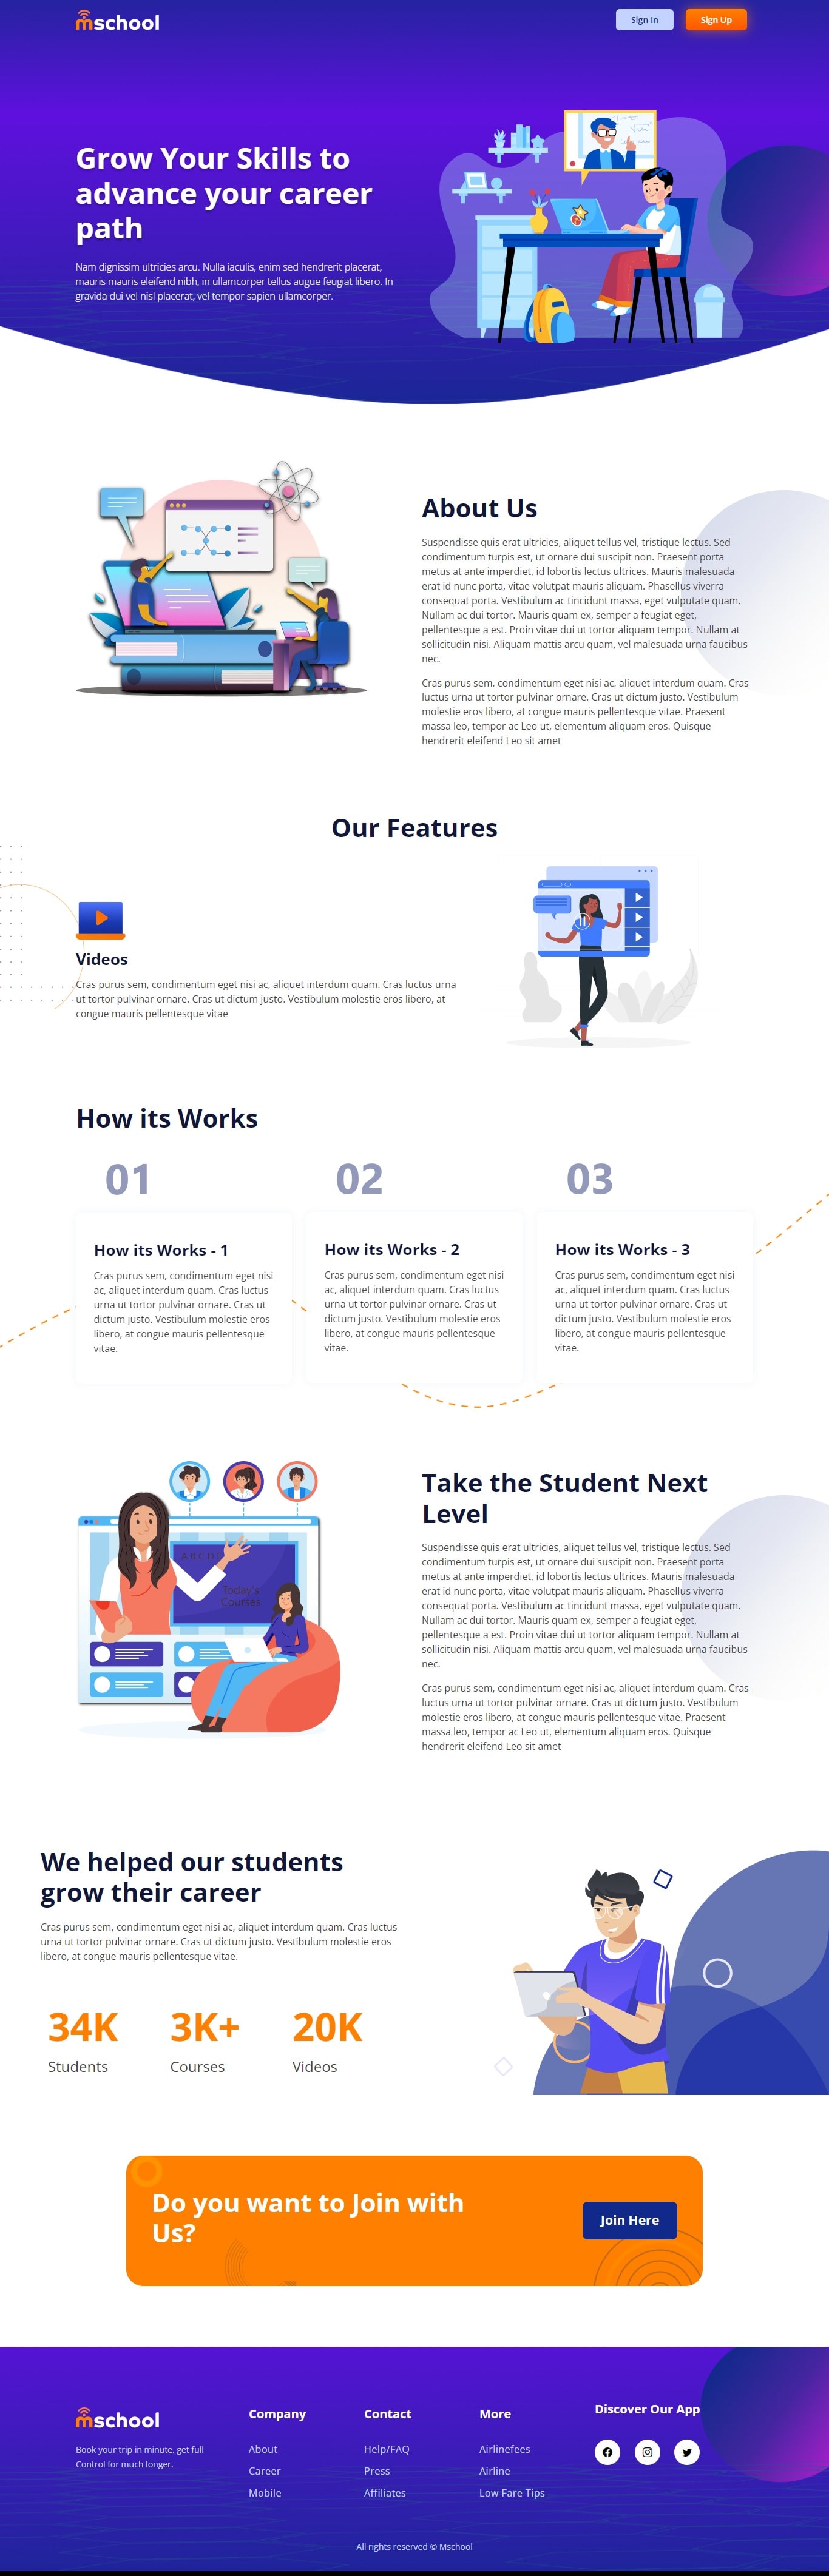 mschool
Sign In
Sign Up
Grow Your Skills to
advance your career
path
Nam dignissim ultricies arcu. Nulla iaculis, enim sed hendrerit placerat,
mauris mauris eleifend nibh, in ullamcorper tellus augue feugiat libero. In
gravida dui vel nisl placerat, vel tempor sapien ullamcorper.
About Us
Suspendisse quis erat ultricies, aliquet tellus vel, tristique lectus. Sed
condimentum turpis est, ut ornare dui suscipit non. Praesent porta
metus at ante imperdiet, id lobortis lectus ultrices. Mauris malesuada
erat id nunc porta, vitae volutpat mauris aliquam. Phasellus viverra
consequat porta. Vestibulum ac tincidunt massa, eget vulputate quam.
Nullam ac dui tortor. Mauris quam ex, semper a feugiat eget,
pellentesque a est. Proin vitae dui ut tortor aliquam tempor. Nullam at
sollicitudin nisi. Aliquam mattis arcu quam, vel malesuada urna faucibus
nec.
Cras purus sem, condimentum eget nisi ac, aliquet interdum quam. Cras
luctus urna ut tortor pulvinar ornare. Cras ut dictum justo. Vestibulum
molestie eros libero, at congue mauris pellentesque vitae. Praesent
massa leo, tempor ac Leo ut, elementum aliquam eros. Quisque
hendrerit eleifend Leo sit amet
Our Features
Videos
Cras purus sem, condimentum eget nisi ac, aliquet interdum quam. Cras luctus urna
ut tortor pulvinar ornare. Cras ut dictum justo. Vestibulum molestie eros libero, at
congue mauris pellentesque vitae
How its Works
01
02
03
How its Works - 1
Cras purus sem, condimentum eget nisi
ac, aliquet interdum quam. Cras luctus
urna ut tortor pulvinar ornare. Cras ut
dictum justo. Vestibulum molestie eros
libero, at congue mauris pellentesque
vitae.
How its Works - 2
Cras purus sem, condimentum eget nisi
ac, aliquet interdum quam. Cras luctus
urna ut tortor pulvinar ornare. Cras ut
dictum justo. Vestibulum molestie eros
libero, at congue mauris pellentesque
vitae.
How its Works - 3
Cras purus sem, condimentum eget nisi
ac, aliquet interdum quam. Cras luctus
urna ut tortor pulvinar ornare. Cras ut
dictum justo. Vestibulum molestie eros
libero, at congue mauris pellentesque
vitae.
A B C D E
Today's
Courses
Take the Student Next
Level
Suspendisse quis erat ultricies, aliquet tellus vel, tristique lectus. Sed
condimentum turpis est, ut ornare dui suscipit non. Praesent porta
metus at ante imperdiet, id lobortis lectus ultrices. Mauris malesuada
erat id nunc porta, vitae volutpat mauris aliquam. Phasellus viverra
consequat porta. Vestibulum ac tincidunt massa, eget vulputate quam.
Nullam ac dui tortor. Mauris quam ex, semper a feugiat eget,
pellentesque a est. Proin vitae dui ut tortor aliquam tempor. Nullam at
sollicitudin nisi. Aliquam mattis arcu quam, vel malesuada urna faucibus
nec.
Cras purus sem, condimentum eget nisi ac, aliquet interdum quam. Cras
luctus urna ut tortor pulvinar ornare. Cras ut dictum justo. Vestibulum
molestie eros libero, at congue mauris pellentesque vitae. Praesent
massa leo, tempor ac Leo ut, elementum aliquam eros. Quisque
hendrerit eleifend Leo sit amet
We helped our students
grow their career
Cras purus sem, condimentum eget nisi ac, aliquet interdum quam. Cras luctus
urna ut tortor pulvinar ornare. Cras ut dictum justo. Vestibulum molestie eros
libero, at congue mauris pellentesque vitae.
34K
Students
3K+
Courses
20K
Videos
Do you want to Join with
Us?
Join Here
mschool
Book your trip in minute, get full
Control for much longer.
Company
About
Career
Mobile
Contact
Help/FAQ
Press
Affiliates
More
Airlinefees
Airline
Low Fare Tips
Discover Our App
All rights reserved © Mschool